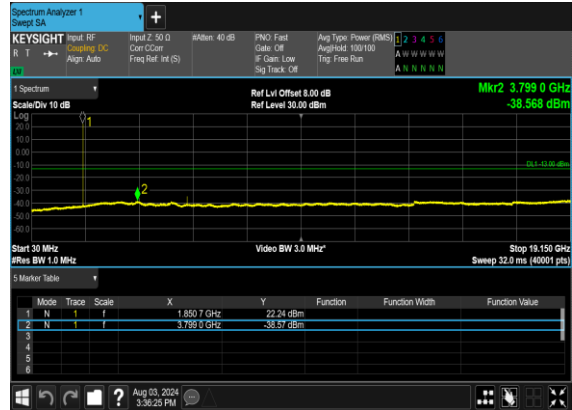 Spectrum Analyzer 1
Swept SA
+
KEYSIGHT Input: RF Input Z: 50 Ω #Atten: 40 dB PNO: Fast Avg Type: Power (RMS) 1 2 3 4 5 6
R T Coupling: DC Corr CCorr Gate: Off Avg|Hold: 100/100 A W W W W W
Align: Auto Freq Ref: Int (S) IF Gain: Low Trig: Free Run
Sig Track: Off A N N N N N
1 Spectrum Ref Lvl Offset 8.00 dB Mkr2 3.799 0 GHz
Scale/Div 10 dB Ref Level 30.00 dBm -38.568 dBm
Log
1
20.0
10.0
0.00
-10.0 DL1 -13.00 dBm
-20.0
-30.0 2
-40.0
-50.0
-60.0
Start 30 MHz Video BW 3.0 MHz* Stop 19.150 GHz
#Res BW 1.0 MHz Sweep 32.0 ms (40001 pts)
5 Marker Table
Mode Trace Scale X Y Function Function Width Function Value
1 N 1 f 1.850 7 GHz 22.24 dBm
2 N 1 f 3.799 0 GHz -38.57 dBm
3
4
5
6
? Aug 03, 2024
3:36:25 PM